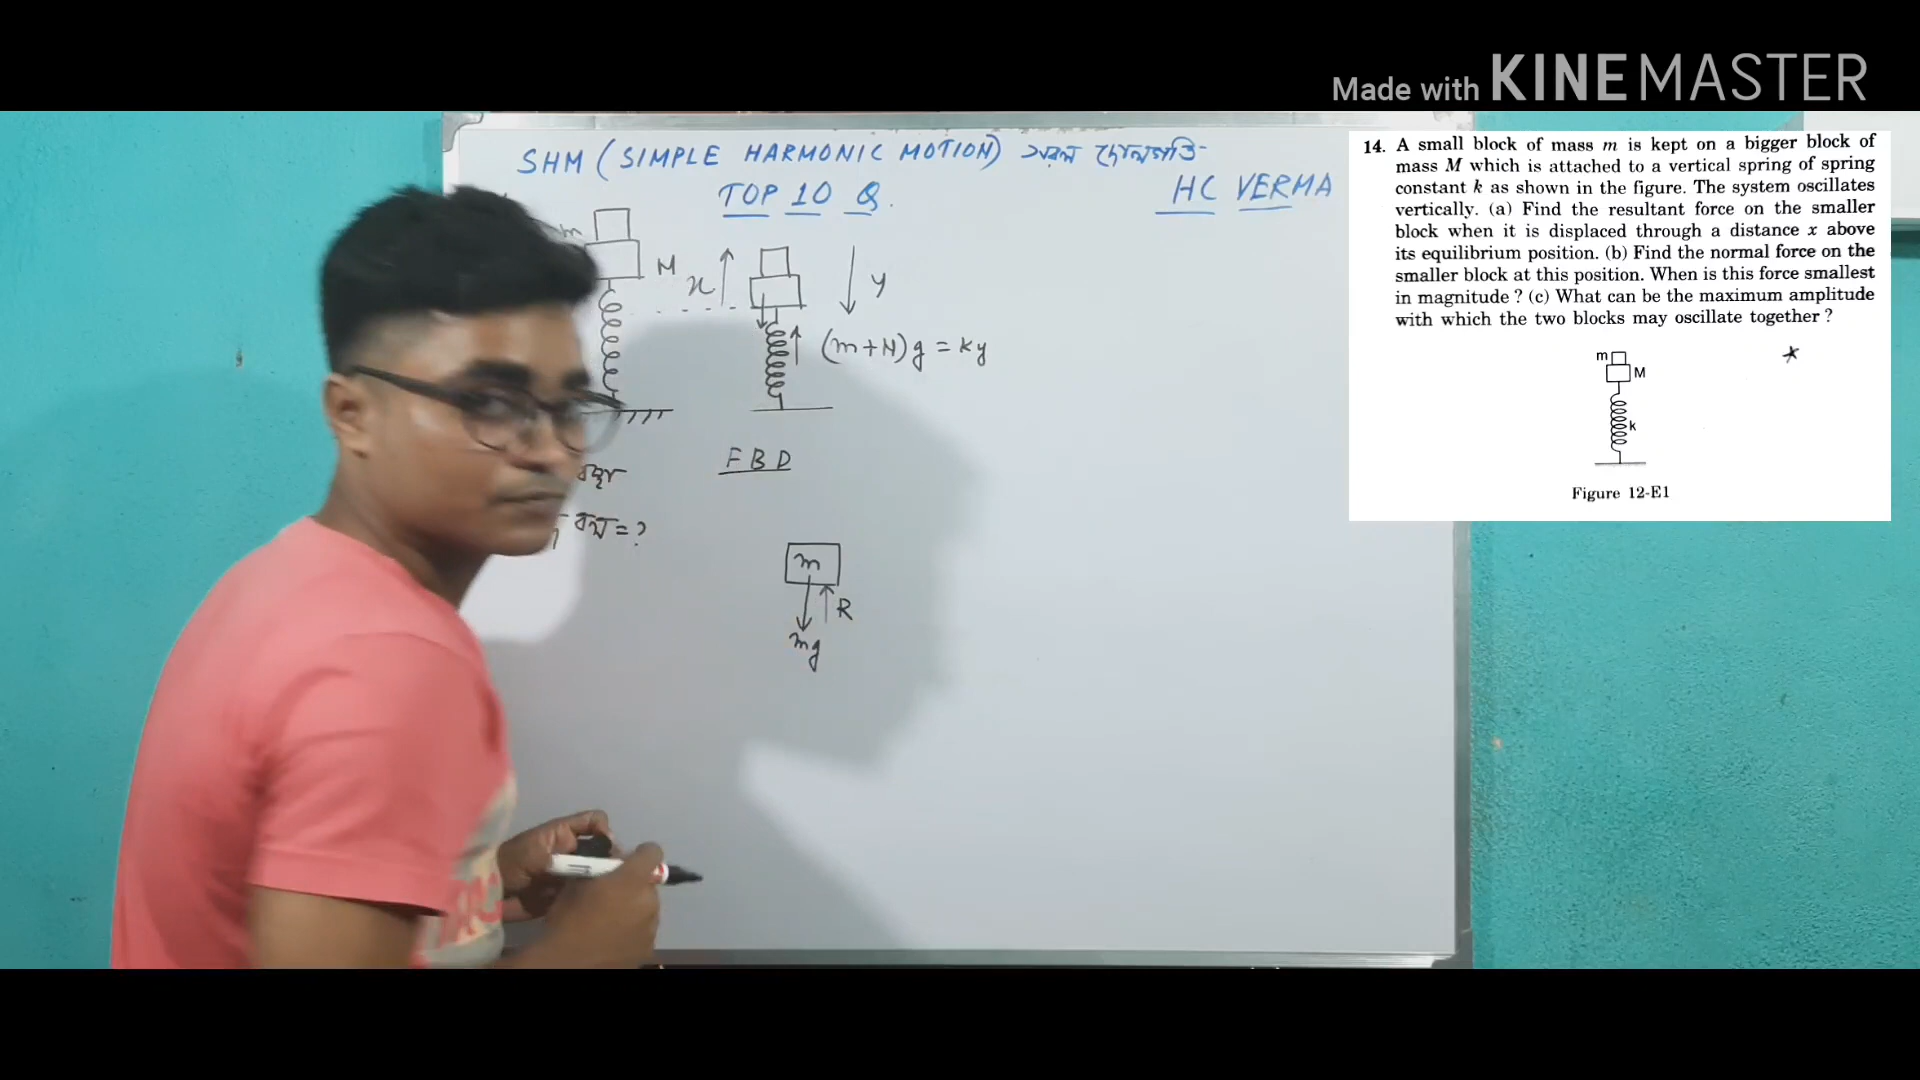 Made with KINEMASTER
SHM (SIMPLE HARMONIC MOTION) সরল দোলগতি
TOP 10 Q.
HC VERMA
m
M
x
y
(m+M)g = ky
FBD
বন্তু
= ?
m
R
mg
14. A small block of mass m is kept on a bigger block of
mass M which is attached to a vertical spring of spring
constant k as shown in the figure. The system oscillates
vertically. (a) Find the resultant force on the smaller
block when it is displaced through a distance x above
its equilibrium position. (b) Find the normal force on the
smaller block at this position. When is this force smallest
in magnitude ? (c) What can be the maximum amplitude
with which the two blocks may oscillate together ?
m
M
k
Figure 12-E1